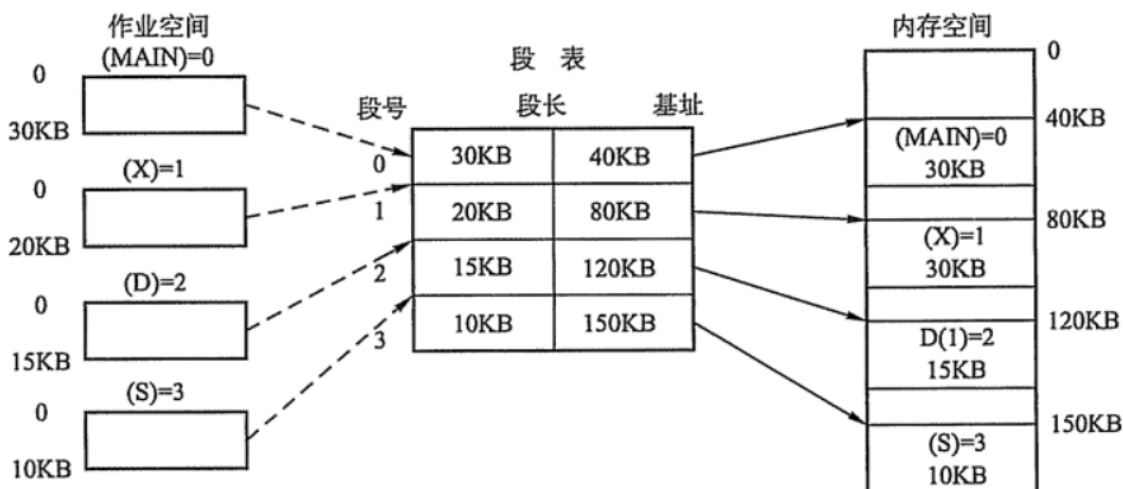 作业空间
(MAIN)=0
0
30KB
(X)=1
0
20KB
(D)=2
0
15KB
(S)=3
0
10KB
段 表
段号 段长 基址
0 30KB 40KB
1 20KB 80KB
2 15KB 120KB
3 10KB 150KB
内存空间
0
40KB
(MAIN)=0
30KB
80KB
(X)=1
30KB
120KB
D(1)=2
15KB
150KB
(S)=3
10KB